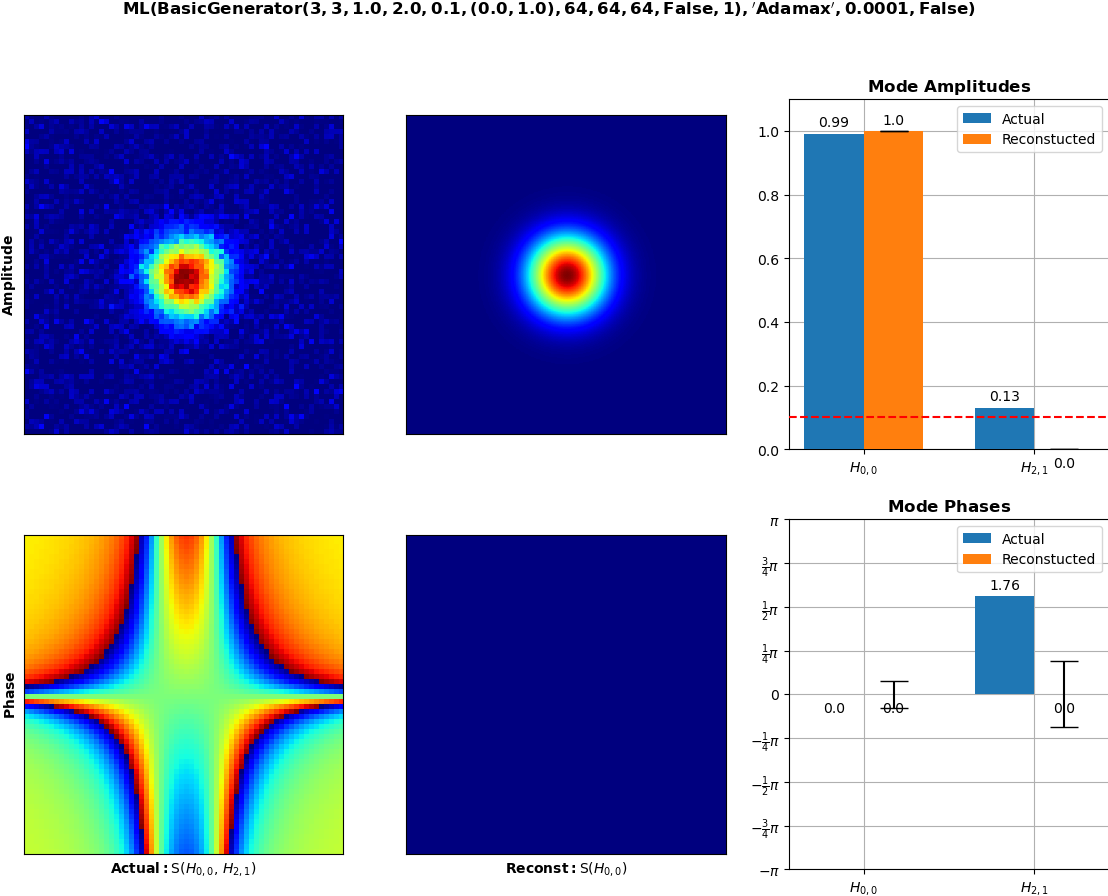 ML(BasicGenerator(3, 3, 1.0, 2.0, 0.1, (0.0, 1.0), 64, 64, 64, False, 1), ′Adamax′, 0.0001, False)
Amplitude
Mode Amplitudes
Actual
Reconstucted
1.0
0.8
0.6
0.4
0.2
0.0
0.99
1.0
0.13
0.0
H0,0
H2,1
Phase
Actual: S(H0,0, H2,1)
Reconst: S(H0,0)
Mode Phases
Actual
Reconstucted
π
3/4π
1/2π
1/4π
0
−1/4π
−1/2π
−3/4π
−π
0.0
0.0
1.76
0.0
H0,0
H2,1